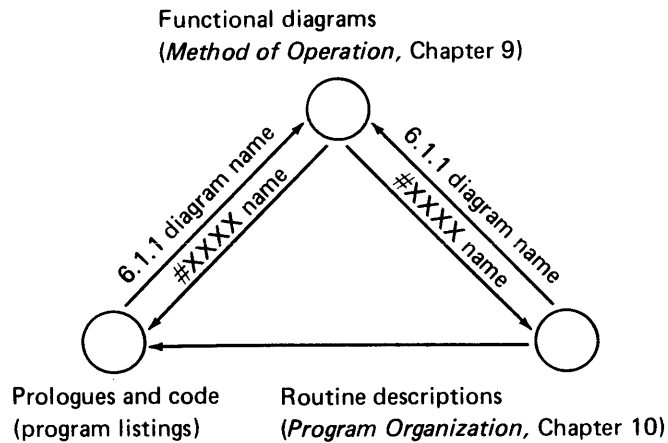 Functional diagrams
(Method of Operation, Chapter 9)
6.1.1 diagram name
#XXXX name
6.1.1 diagram name
#XXXX name
Prologues and code
(program listings)
Routine descriptions
(Program Organization, Chapter 10)